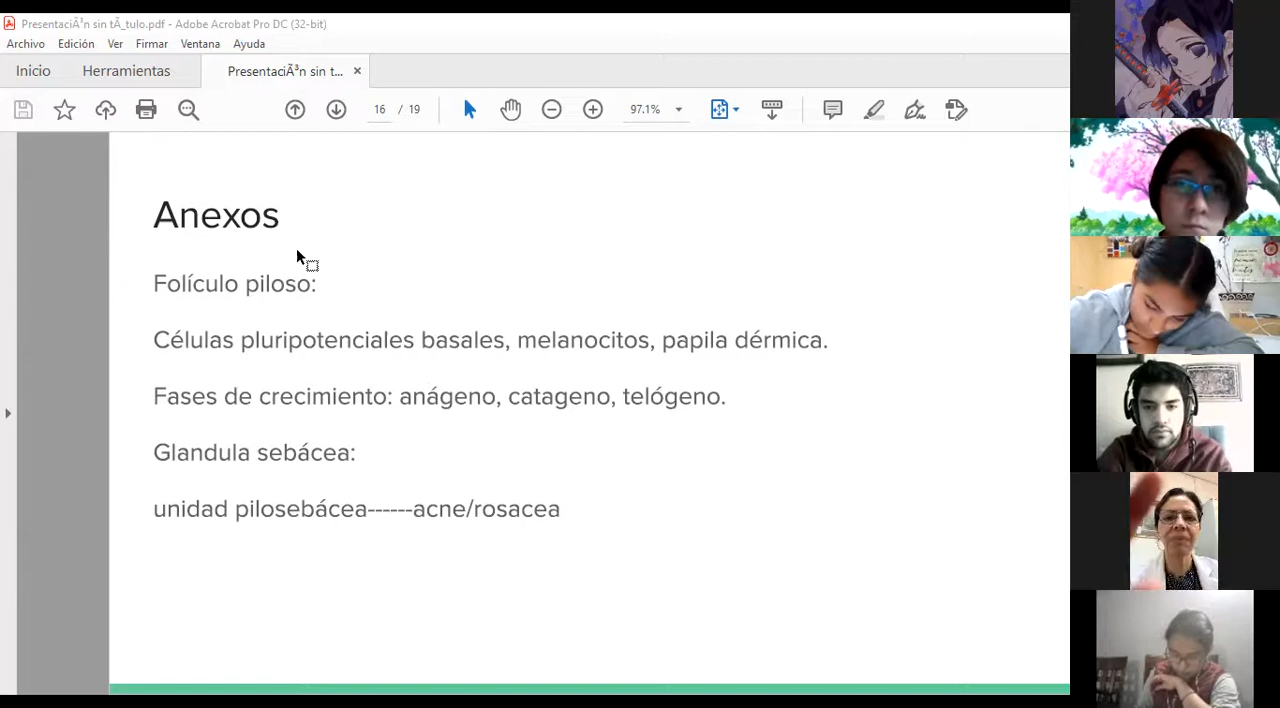 PresentaciÃ³n sin tÃ_tulo.pdf - Adobe Acrobat Pro DC (32-bit)
Archivo Edición Ver Firmar Ventana Ayuda
Inicio Herramientas PresentaciÃ³n sin t... ×
16 / 19 97.1%
Anexos
Folículo piloso:
Células pluripotenciales basales, melanocitos, papila dérmica.
Fases de crecimiento: anágeno, catageno, telógeno.
Glandula sebácea:
unidad pilosebácea------acne/rosacea